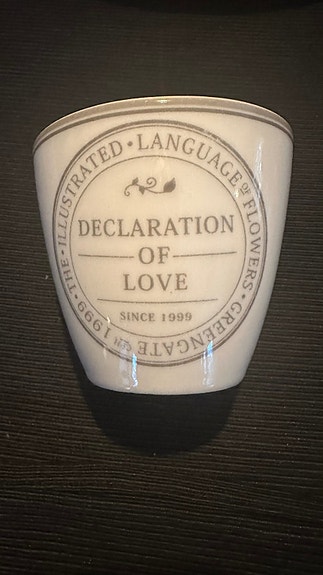 THE · ILLUSTRATED · LANGUAGE OF FLOWERS · GREENGATE 1999 ·
DECLARATION
OF
LOVE
SINCE 1999